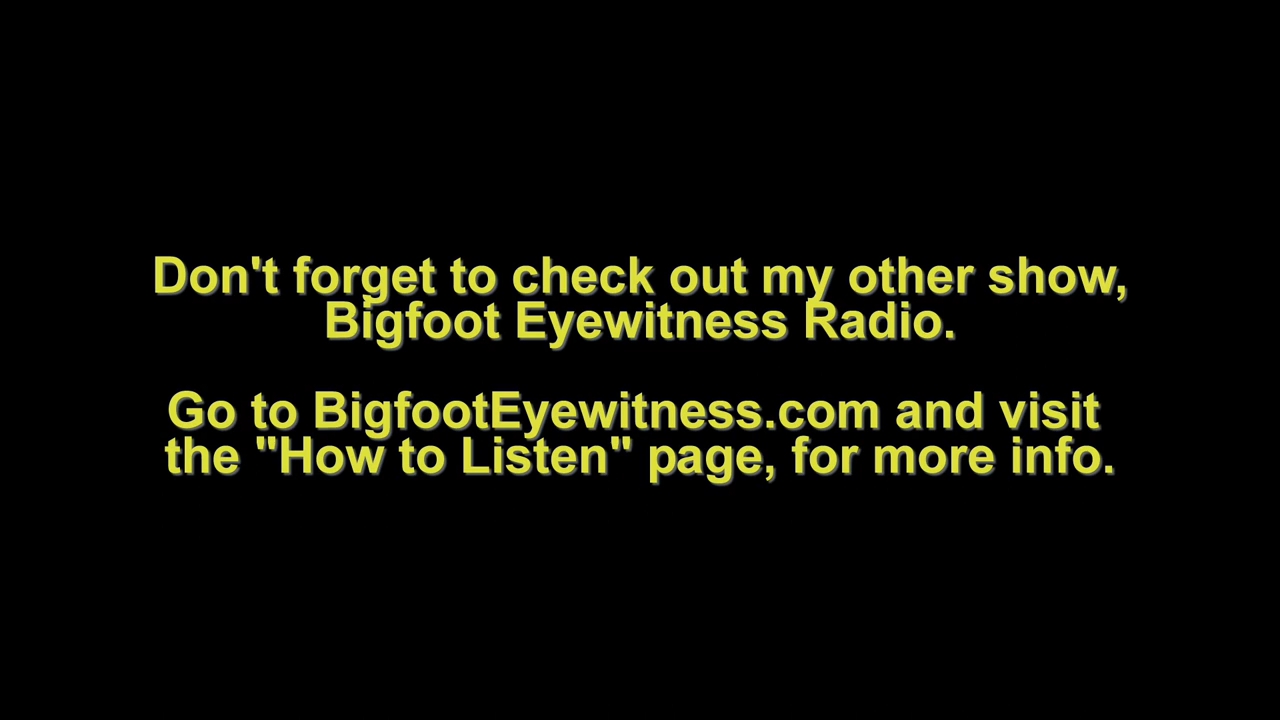 Don't forget to check out my other show,
Bigfoot Eyewitness Radio.
Go to BigfootEyewitness.com and visit
the "How to Listen" page, for more info.